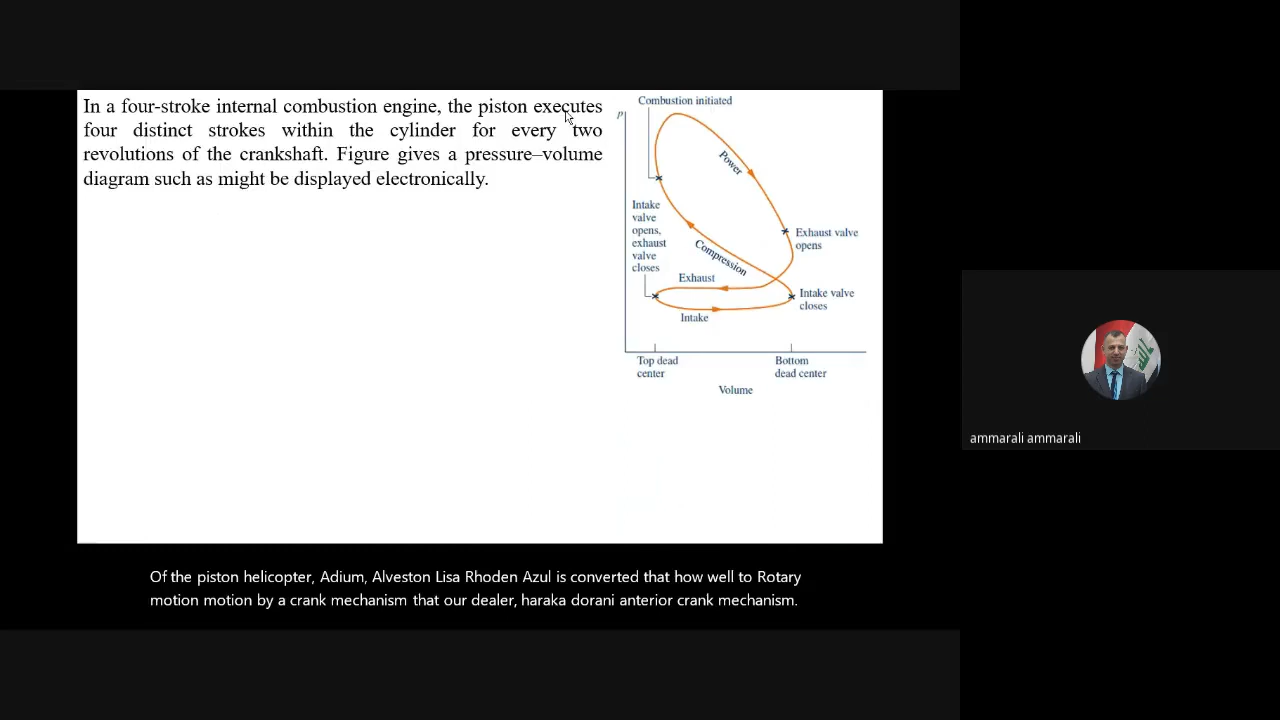 In a four-stroke internal combustion engine, the piston executes
four distinct strokes within the cylinder for every two
revolutions of the crankshaft. Figure gives a pressure–volume
diagram such as might be displayed electronically.
Combustion initiated
p
Power
Intake
valve
opens,
exhaust
valve
closes
Exhaust valve
opens
Compression
Exhaust
Intake valve
closes
Intake
Top dead
center
Bottom
dead center
Volume
ammarali ammarali
Of the piston helicopter, Adium, Alveston Lisa Rhoden Azul is converted that how well to Rotary
motion motion by a crank mechanism that our dealer, haraka dorani anterior crank mechanism.